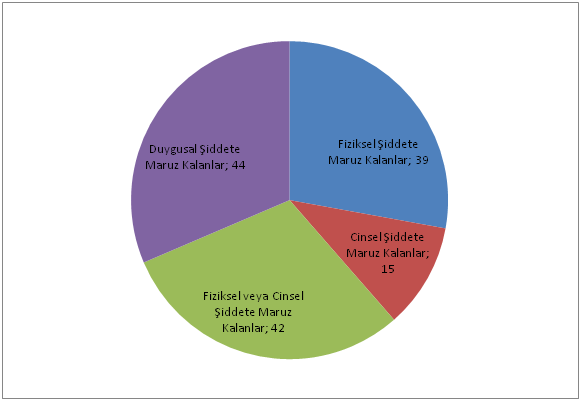 Fiziksel Şiddete
Maruz Kalanlar; 39
Duygusal Şiddete
Maruz Kalanlar; 44
Cinsel Şiddete
Maruz Kalanlar;
15
Fiziksel veya Cinsel
Şiddete Maruz
Kalanlar; 42